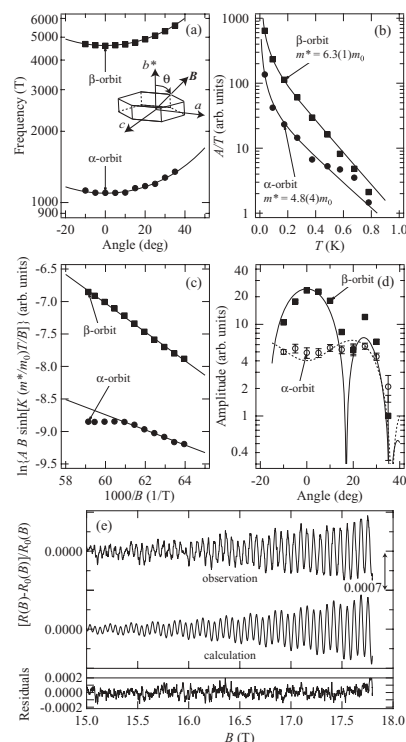 6000
5000
4000
3000
2000
1000
900
Frequency (T)
(a)
β-orbit
α-orbit
b*
θ
B
a
c
-20 0 20 40
Angle (deg)
1000
100
10
1
A/T (arb. units)
(b)
β-orbit
m* = 6.3(1)m0
α-orbit
m* = 4.8(4)m0
0.0 0.2 0.4 0.6 0.8 1.0
T (K)
-6.5
-7.0
-7.5
-8.0
-8.5
-9.0
-9.5
ln{A B sinh[K (m*/m0)T/B]} (arb. units)
(c)
β-orbit
α-orbit
58 60 62 64
1000/B (1/T)
40
20
10
8
6
4
2
1
0.4
Amplitude (arb. units)
(d)
β-orbit
α-orbit
-20 0 20 40
Angle (deg)
(e)
[R(B)-R0(B)]/R0(B)
0.0000
observation
0.0007
0.0000
calculation
Residuals
0.0002
0.0000
-0.0002
15.0 15.5 16.0 16.5 17.0 17.5 18.0
B (T)